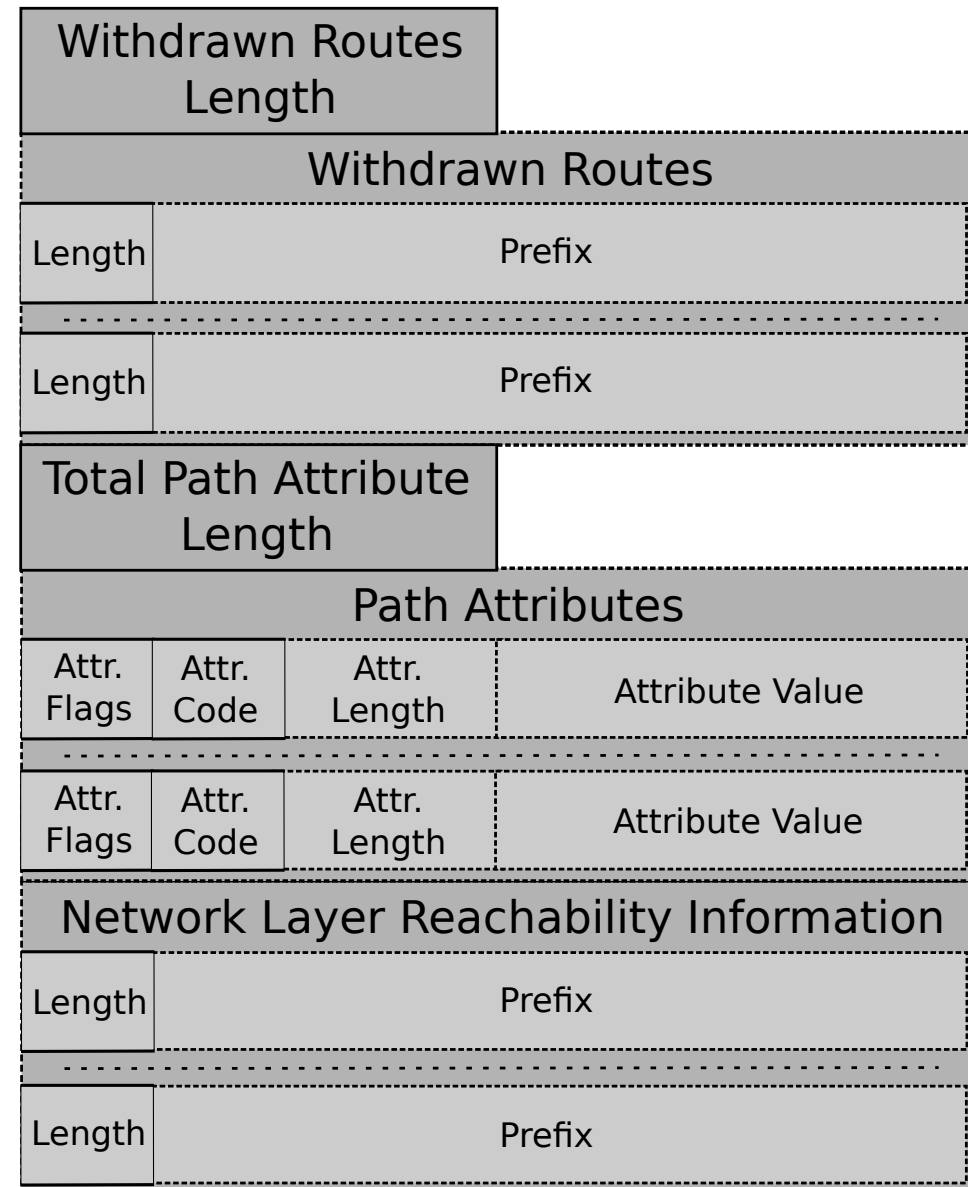 Withdrawn Routes
Length
Withdrawn Routes
Length Prefix
Length Prefix
Total Path Attribute
Length
Path Attributes
Attr. Attr. Attr.
Flags Code Length Attribute Value
Attr. Attr. Attr.
Flags Code Length Attribute Value
Network Layer Reachability Information
Length Prefix
Length Prefix